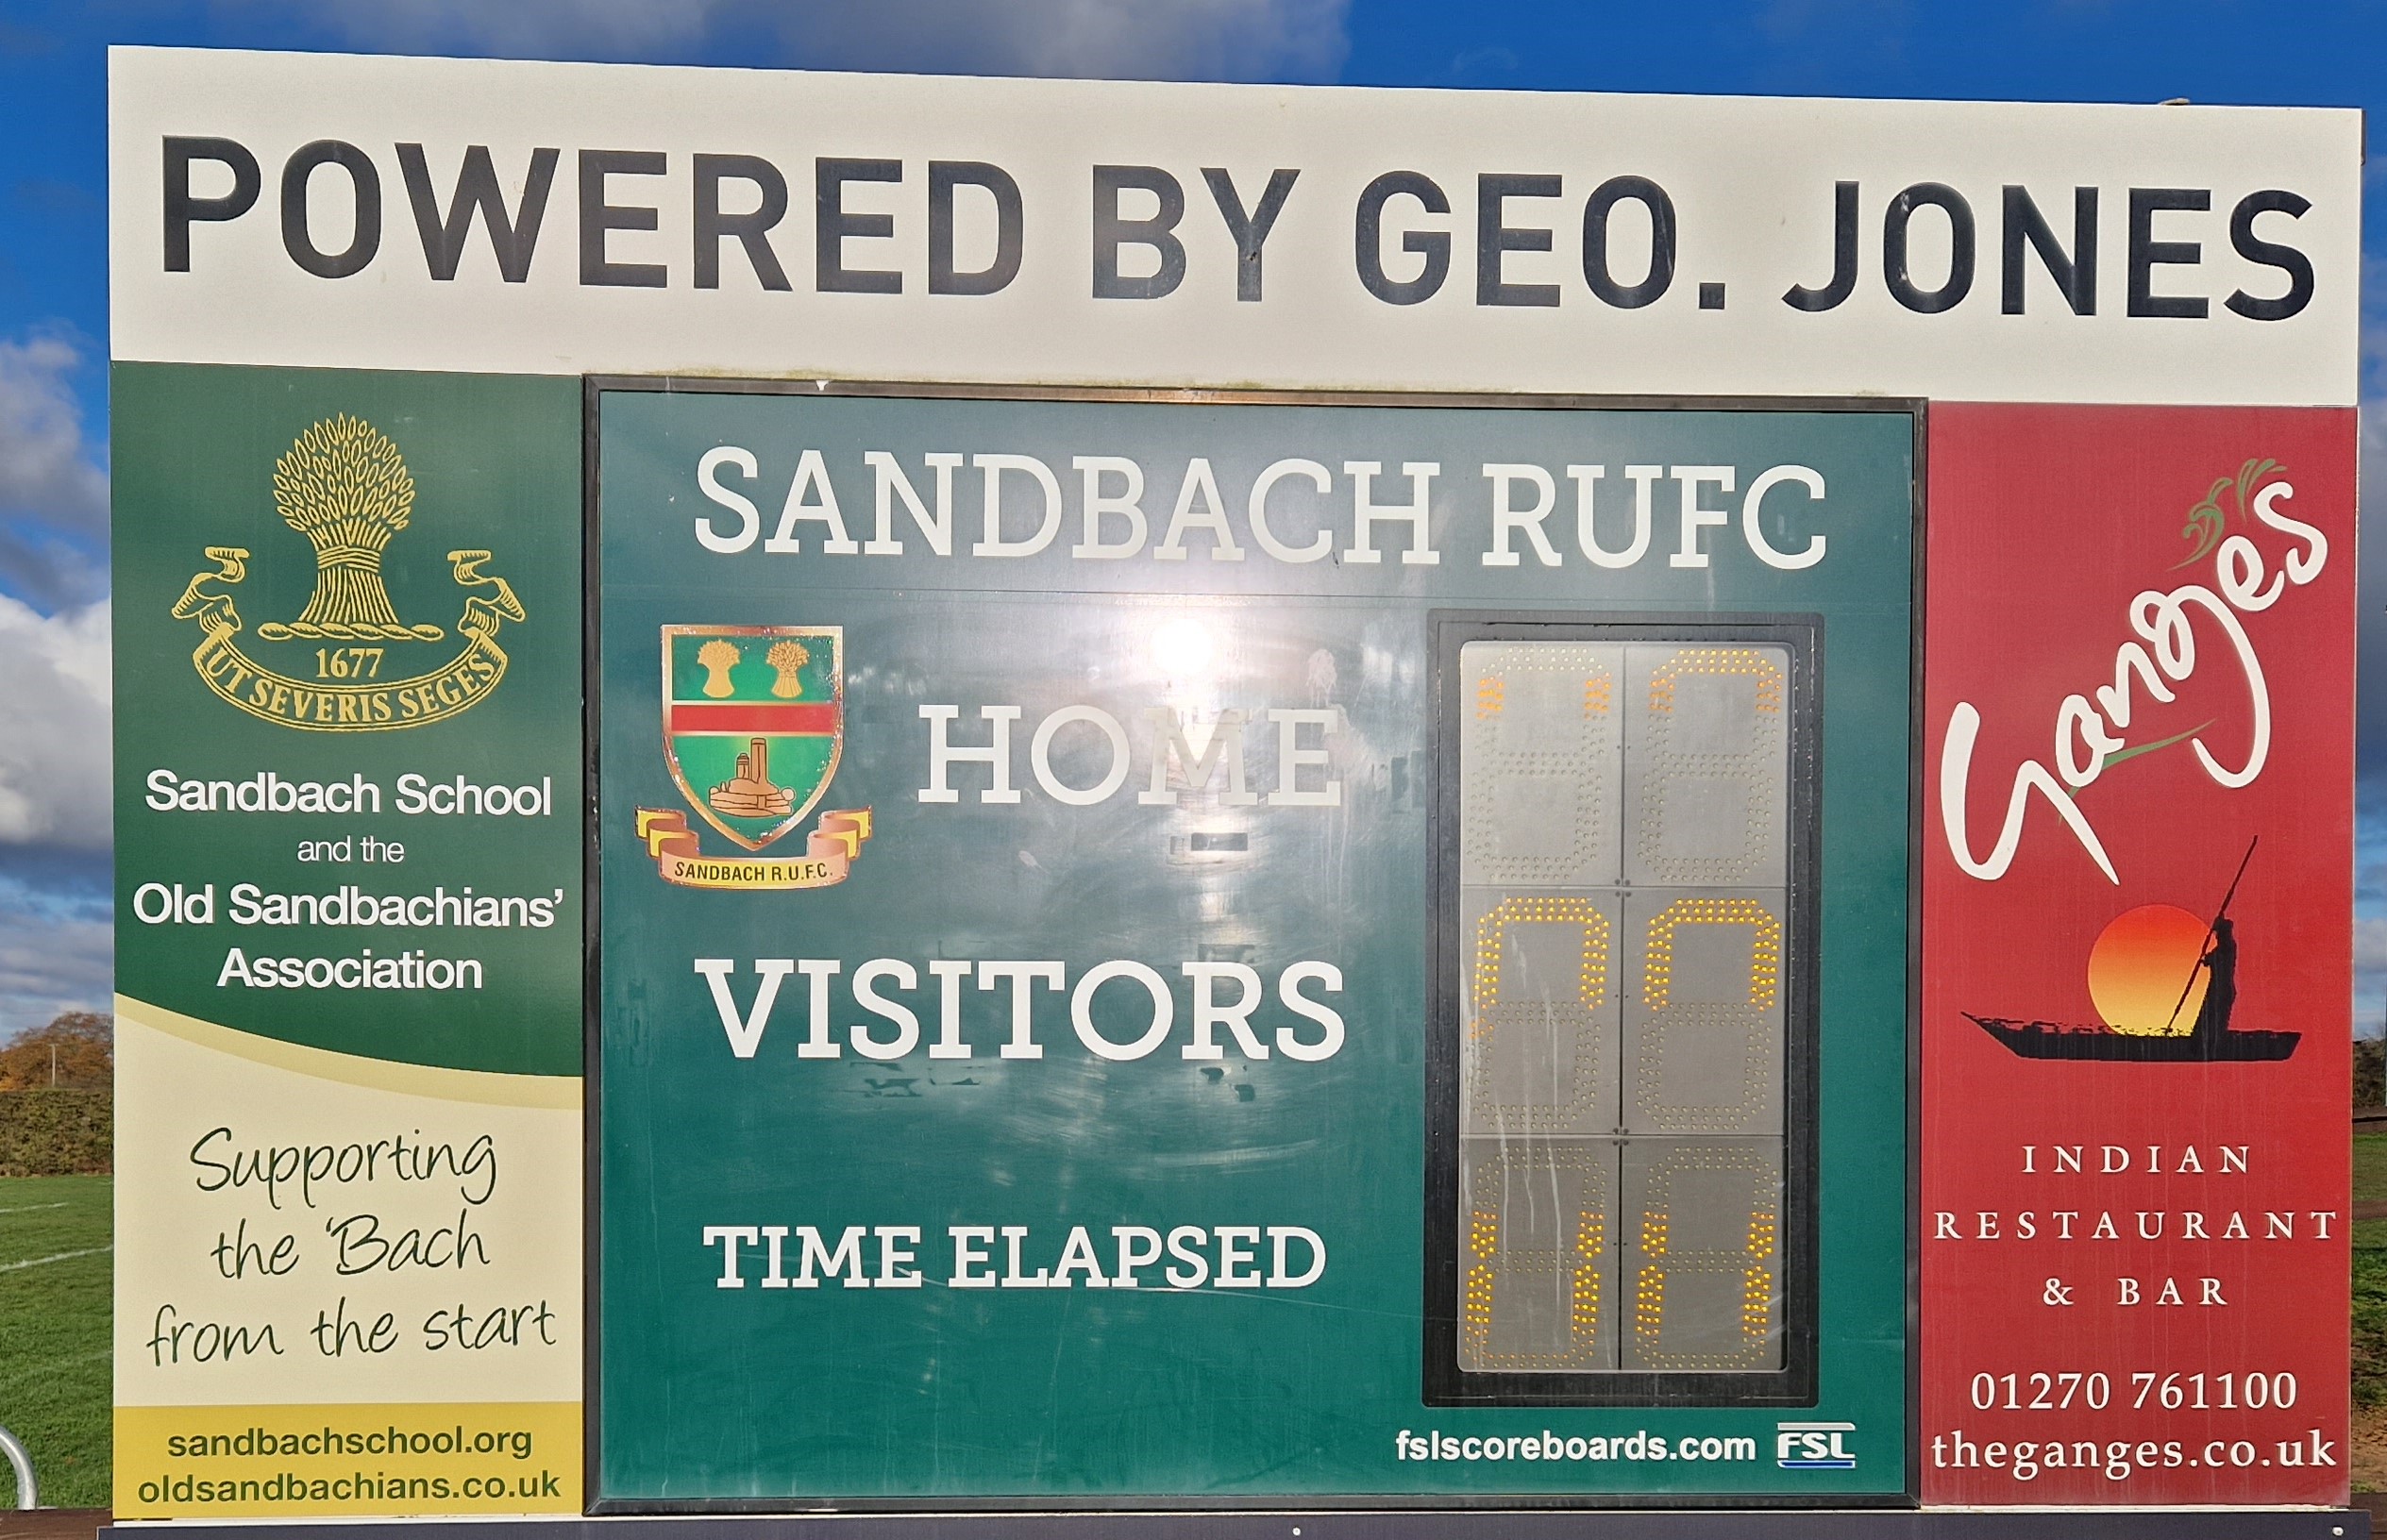 POWERED BY GEO. JONES
1677
UT SEVERIS SEGES
Sandbach School
and the
Old Sandbachians’
Association
Supporting
the ‘Bach
from the start
sandbachschool.org
oldsandbachians.co.uk
SANDBACH RUFC
SANDBACH R.U.F.C.
HOME
VISITORS
TIME ELAPSED
fslscoreboards.com FSL
Ganges
INDIAN
RESTAURANT
& BAR
01270 761100
theganges.co.uk